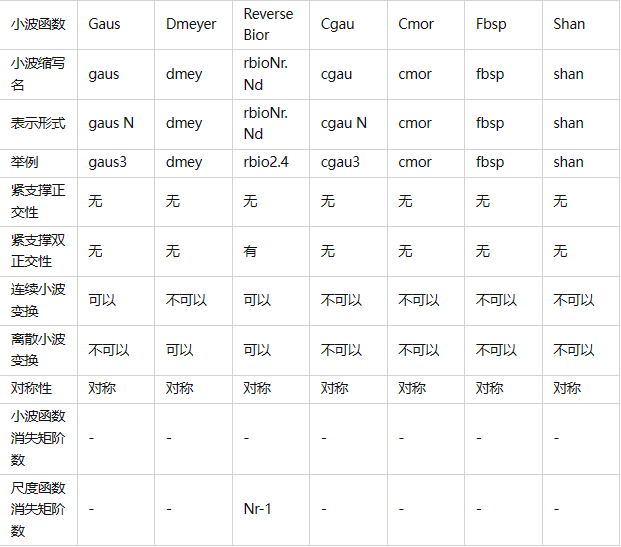 小波函数 Gaus Dmeyer Reverse Bior Cgau Cmor Fbsp Shan
小波缩写名 gaus dmey rbioNr.Nd cgau cmor fbsp shan
表示形式 gaus N dmey rbioNr.Nd cgau N cmor fbsp shan
举例 gaus3 dmey rbio2.4 cgau3 cmor fbsp shan
紧支撑正交性 无 无 无 无 无 无 无
紧支撑双正交性 无 无 有 无 无 无 无
连续小波变换 可以 不可以 可以 不可以 不可以 不可以 不可以
离散小波变换 不可以 可以 可以 不可以 不可以 不可以 不可以
对称性 对称 对称 对称 对称 对称 对称 对称
小波函数消失矩阶数 - - - - - - -
尺度函数消失矩阶数 - - Nr-1 - - - -